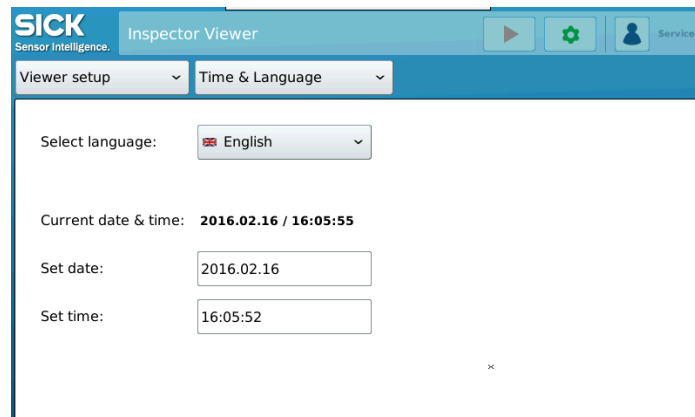 SICK
Sensor Intelligence.
Inspector Viewer
Service
Viewer setup
Time & Language
Select language:
English
Current date & time:
2016.02.16 / 16:05:55
Set date:
2016.02.16
Set time:
16:05:52